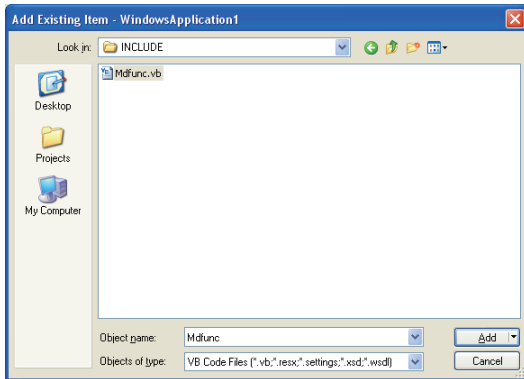 Add Existing Item - WindowsApplication1
Look in: INCLUDE
Mdfunc.vb
Desktop
Projects
My Computer
Object name: Mdfunc Add
Objects of type: VB Code Files (*.vb;*.resx;*.settings;*.xsd;*.wsdl) Cancel